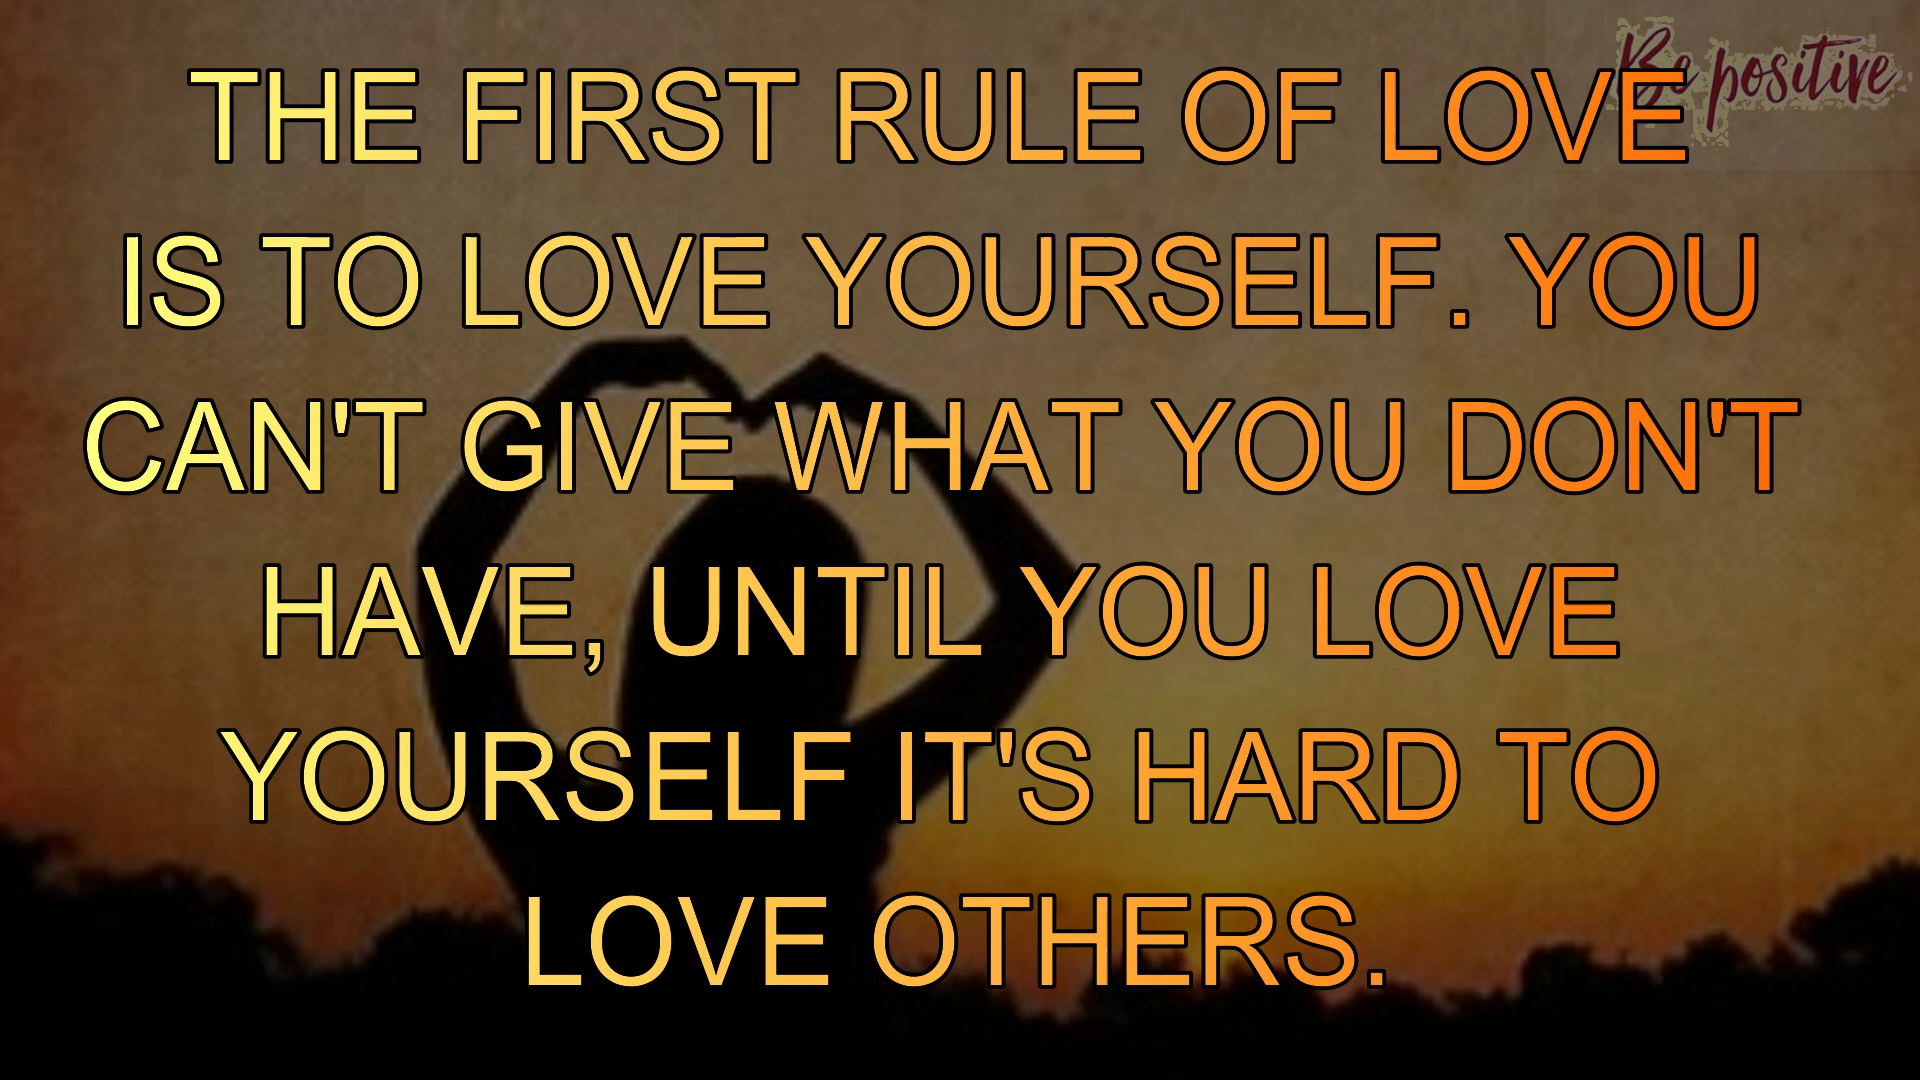 Be positive
THE FIRST RULE OF LOVE
IS TO LOVE YOURSELF. YOU
CAN'T GIVE WHAT YOU DON'T
HAVE, UNTIL YOU LOVE
YOURSELF IT'S HARD TO
LOVE OTHERS.